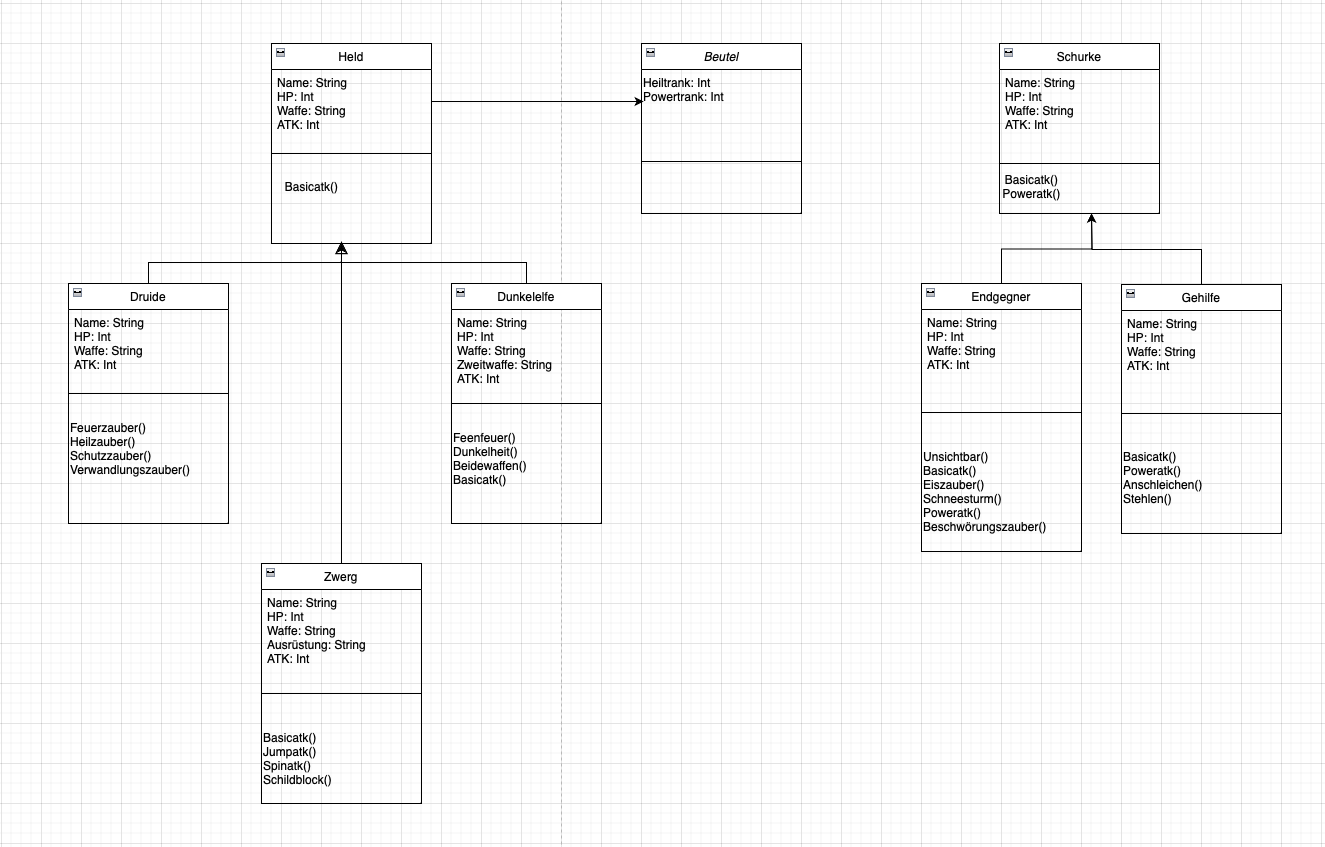 Held
Name: String
HP: Int
Waffe: String
ATK: Int
Basicatk()
Beutel
Heiltrank: Int
Powertrank: Int
Schurke
Name: String
HP: Int
Waffe: String
ATK: Int
Basicatk()
Poweratk()
Druide
Name: String
HP: Int
Waffe: String
ATK: Int
Feuerzauber()
Heilzauber()
Schutzzauber()
Verwandlungszauber()
Dunkelelfe
Name: String
HP: Int
Waffe: String
Zweitwaffe: String
ATK: Int
Feenfeuer()
Dunkelheit()
Beidewaffen()
Basicatk()
Endgegner
Name: String
HP: Int
Waffe: String
ATK: Int
Unsichtbar()
Basicatk()
Eiszauber()
Schneesturm()
Poweratk()
Beschwörungszauber()
Gehilfe
Name: String
HP: Int
Waffe: String
ATK: Int
Basicatk()
Poweratk()
Anschleichen()
Stehlen()
Zwerg
Name: String
HP: Int
Waffe: String
Ausrüstung: String
ATK: Int
Basicatk()
Jumpatk()
Spinatk()
Schildblock()